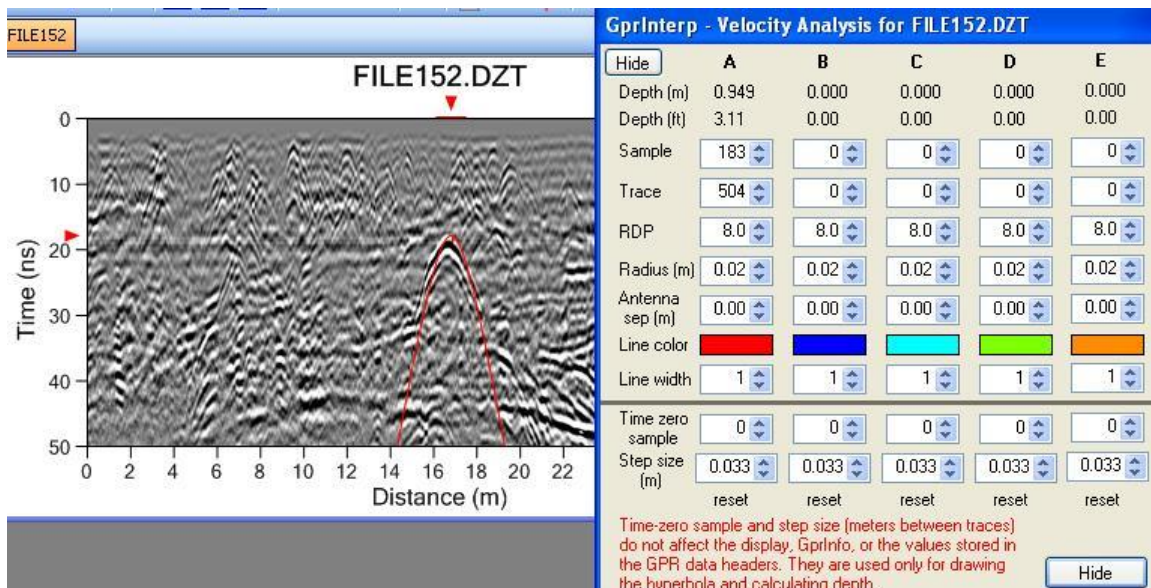 FILE152
FILE152.DZT
0
10
20
30
40
50
Time (ns)
0 2 4 6 8 10 12 14 16 18 20 22
Distance (m)
GprInterp - Velocity Analysis for FILE152.DZT
Hide A B C D E
Depth (m) 0.949 0.000 0.000 0.000 0.000
Depth (ft) 3.11 0.00 0.00 0.00 0.00
Sample 183 0 0 0 0
Trace 504 0 0 0 0
RDP 8.0 8.0 8.0 8.0 8.0
Radius (m) 0.02 0.02 0.02 0.02 0.02
Antenna
sep (m) 0.00 0.00 0.00 0.00 0.00
Line color
Line width 1 1 1 1 1
Time zero
sample 0 0 0 0 0
Step size
(m) 0.033 0.033 0.033 0.033 0.033
reset reset reset reset reset
Time-zero sample and step size (meters between traces)
do not affect the display, GprInfo, or the values stored in
the GPR data headers. They are used only for drawing
the hyperbola and calculating depth
Hide